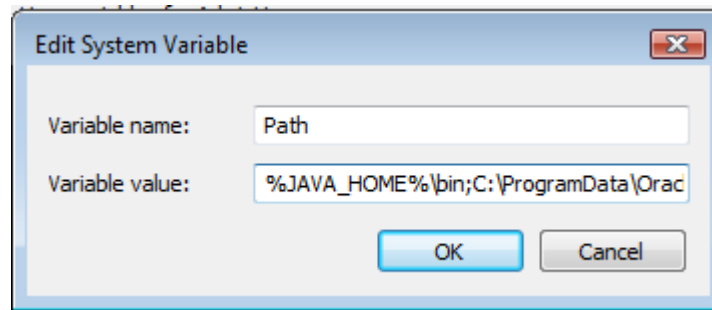 Edit System Variable
Variable name: Path
Variable value: %JAVA_HOME%\bin;C:\ProgramData\Orac
OK Cancel